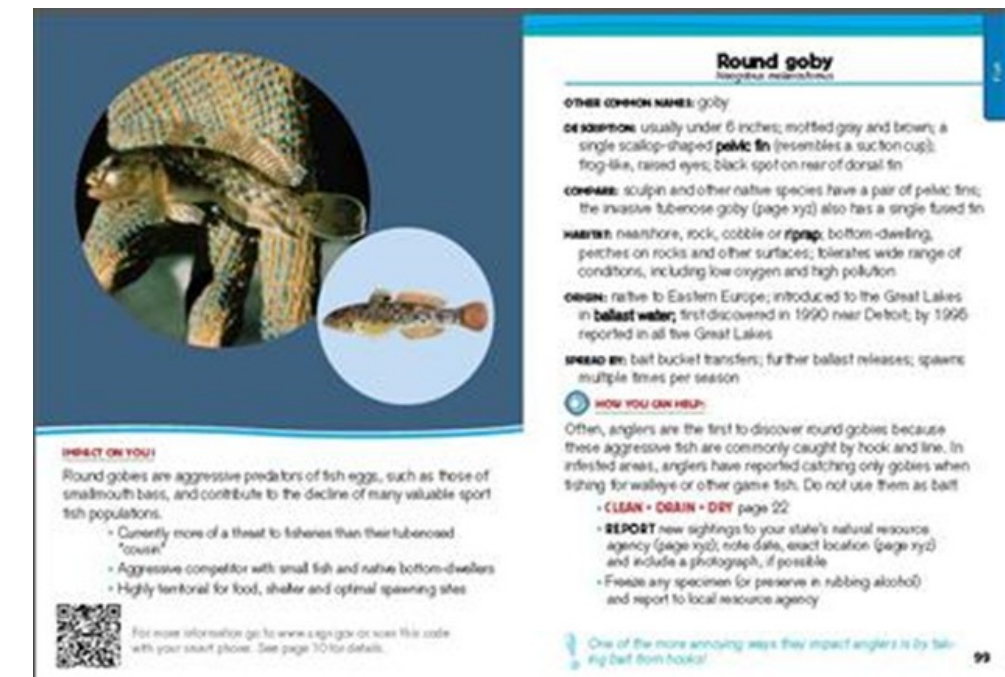 IMPACT ON YOU!
Round gobies are aggressive predators of fish eggs, such as those of
smallmouth bass, and contribute to the decline of many valuable sport
fish populations.
• Currently more of a threat to fisheries than their tubenosed
"cousin"
• Aggressive competitor with small fish and native bottom-dwellers
• Highly territorial for food, shelter and optimal spawning sites
For more information go to www. or scan this code
with your smart phone. See page 10 for details.
Fish
Round goby
Neogobius melanostomus
OTHER COMMON NAMES: goby
DESCRIPTION: usually under 6 inches; mottled gray and brown; a
single scallop-shaped pelvic fin (resembles a suction cup);
frog-like, raised eyes; black spot on rear of dorsal fin
COMPARE: sculpin and other native species have a pair of pelvic fins;
the invasive tubenose goby (page xyz) also has a single fused fin
HABITAT: nearshore, rock, cobble or riprap; bottom-dwelling,
perches on rocks and other surfaces; tolerates wide range of
conditions, including low oxygen and high pollution
ORIGIN: native to Eastern Europe; introduced to the Great Lakes
in ballast water; first discovered in 1990 near Detroit; by 1995
reported in all five Great Lakes
SPREAD BY: bait bucket transfers; further ballast releases; spawns
multiple times per season
HOW YOU CAN HELP:
Often, anglers are the first to discover round gobies because
these aggressive fish are commonly caught by hook and line. In
infested areas, anglers have reported catching only gobies when
fishing for walleye or other game fish. Do not use them as bait!
• CLEAN • DRAIN • DRY page 22
• REPORT new sightings to your state's natural resource
agency (page xyz); note date, exact location (page xyz)
and include a photograph, if possible
• Freeze any specimen (or preserve in rubbing alcohol)
and report to local resource agency
! One of the more annoying ways they impact anglers is by tak-
ing bait from hooks!
99